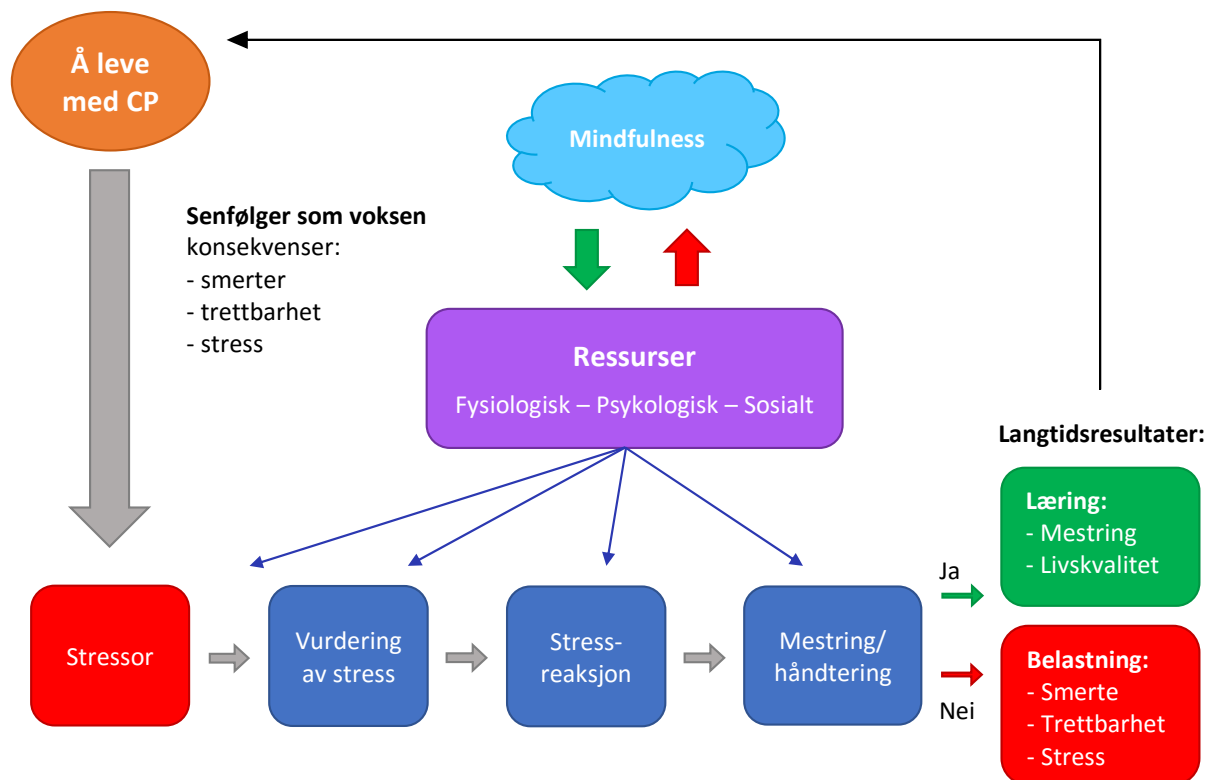 Å leve
med CP
Mindfulness
Senfølger som voksen
konsekvenser:
- smerter
- trettbarhet
- stress
Ressurser
Fysiologisk – Psykologisk – Sosialt
Langtidsresultater:
Læring:
- Mestring
- Livskvalitet
Ja
Stressor
Vurdering
av stress
Stress-
reaksjon
Mestring/
håndtering
Nei
Belastning:
- Smerte
- Trettbarhet
- Stress